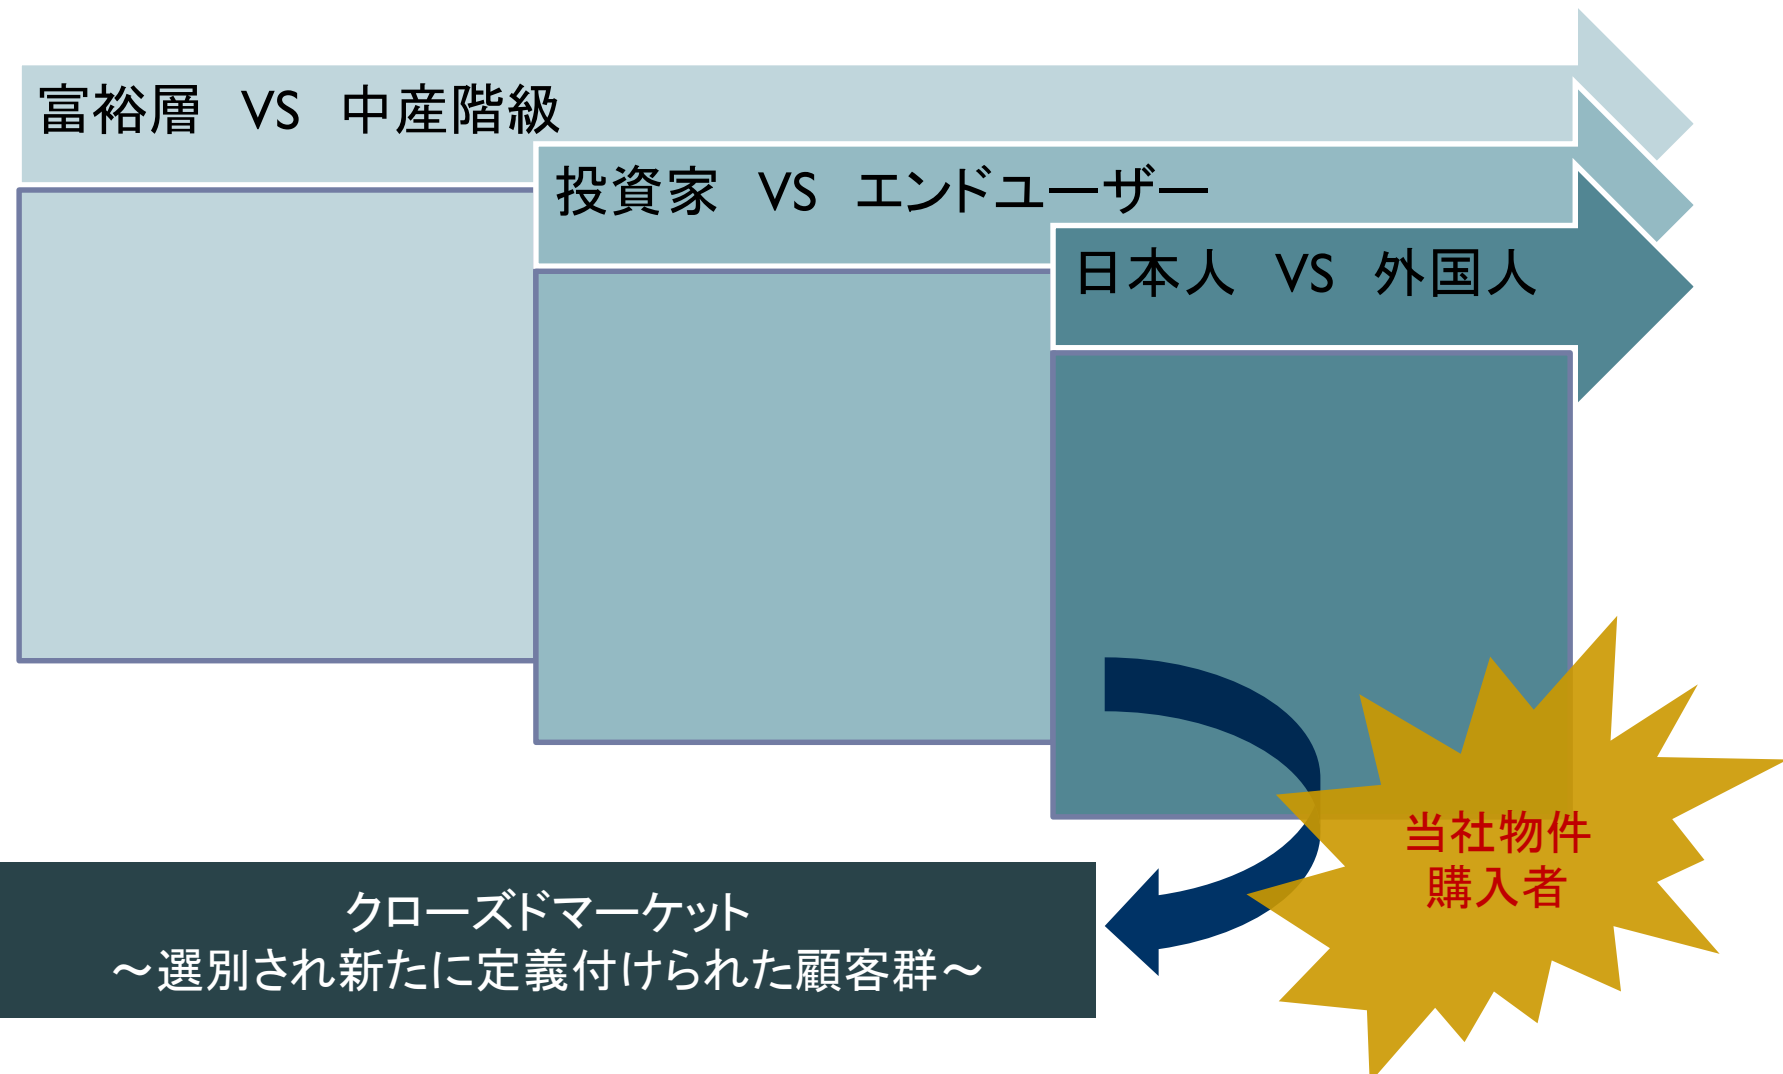 富裕層　VS　中産階級
投資家　VS　エンドユーザー
日本人　VS　外国人
当社物件
購入者
クローズドマーケット
～選別され新たに定義付けられた顧客群～